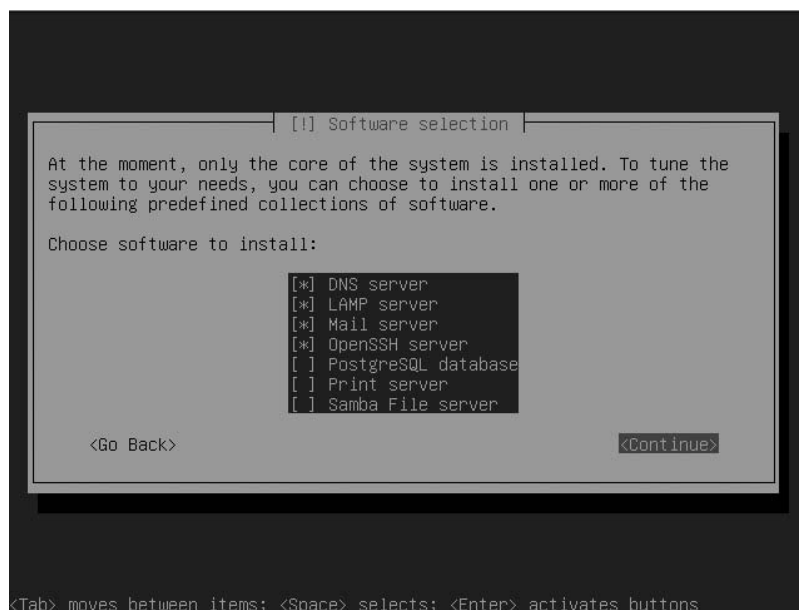 [!] Software selection
At the moment, only the core of the system is installed. To tune the
system to your needs, you can choose to install one or more of the
following predefined collections of software.
Choose software to install:
[*] DNS server
[*] LAMP server
[*] Mail server
[*] OpenSSH server
[ ] PostgreSQL database
[ ] Print server
[ ] Samba File server
<Go Back> <Continue>
<Tab> moves between items; <Space> selects; <Enter> activates buttons